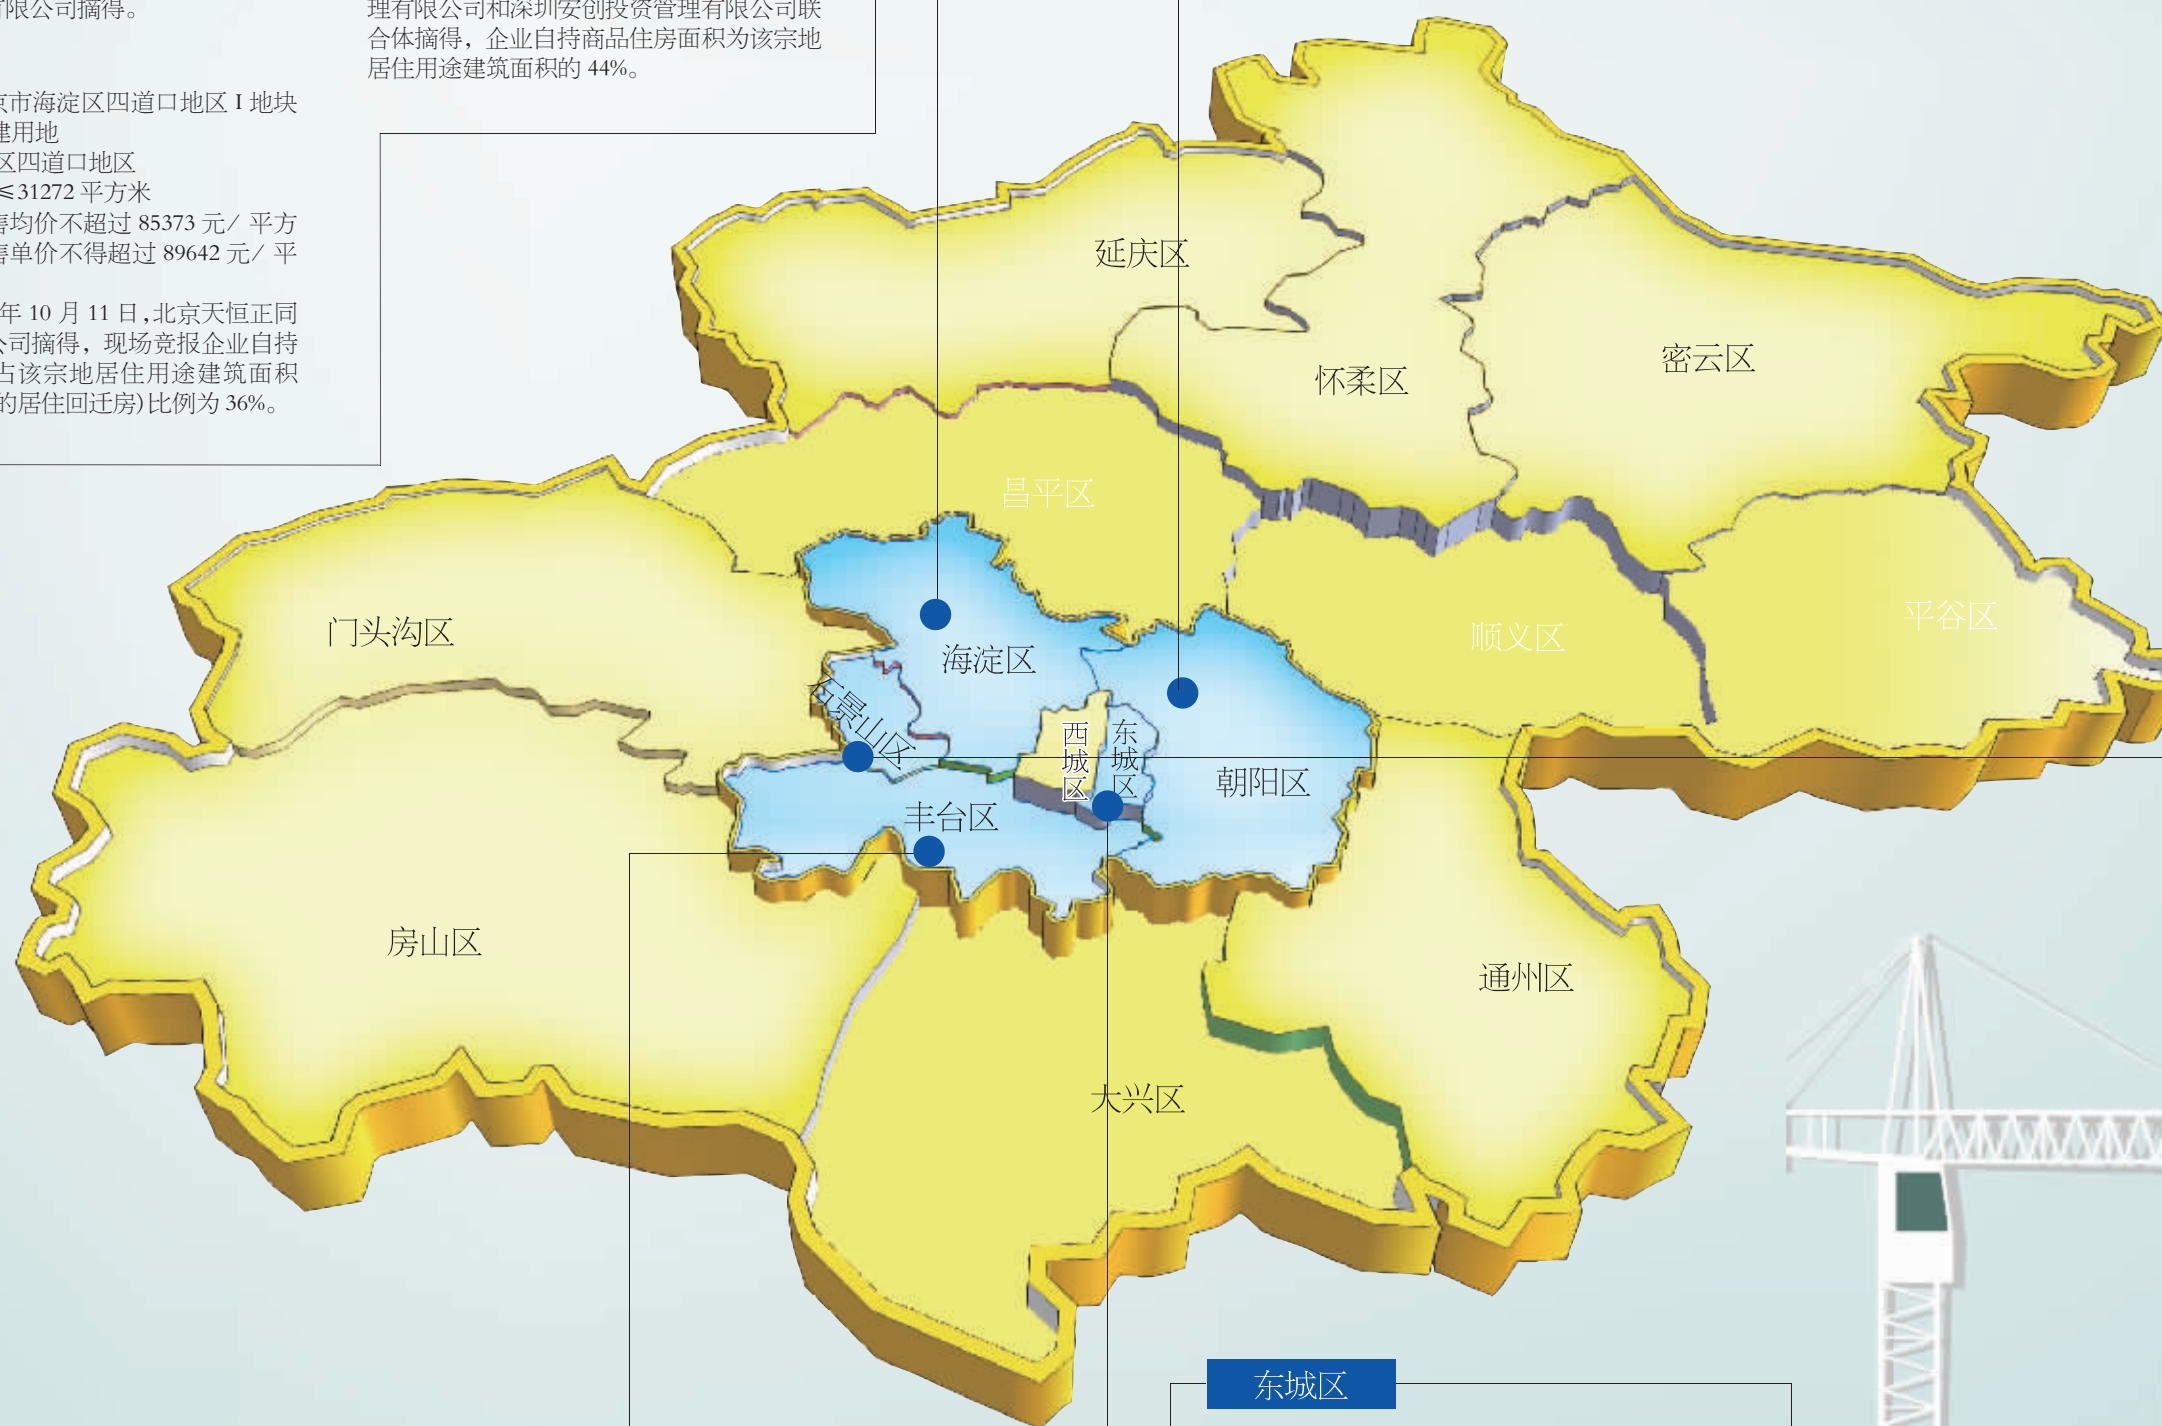 有限公司摘得。
理有限公司和深圳安创投资管理有限公司联
合体摘得，企业自持商品住房面积为该宗地
居住用途建筑面积的 44%。
京市海淀区四道口地区 I 地块
建用地
区四道口地区
≤31272 平方米
售均价不超过 85373 元/ 平方
售单价不得超过 89642 元/ 平
年 10 月 11 日,北京天恒正同
公司摘得，现场竞报企业自持
占该宗地居住用途建筑面积
的居住回迁房)比例为 36%。
延庆区
怀柔区
密云区
昌平区
门头沟区
海淀区
顺义区
平谷区
石景山区
西城区
东城区
朝阳区
丰台区
房山区
通州区
大兴区
东城区